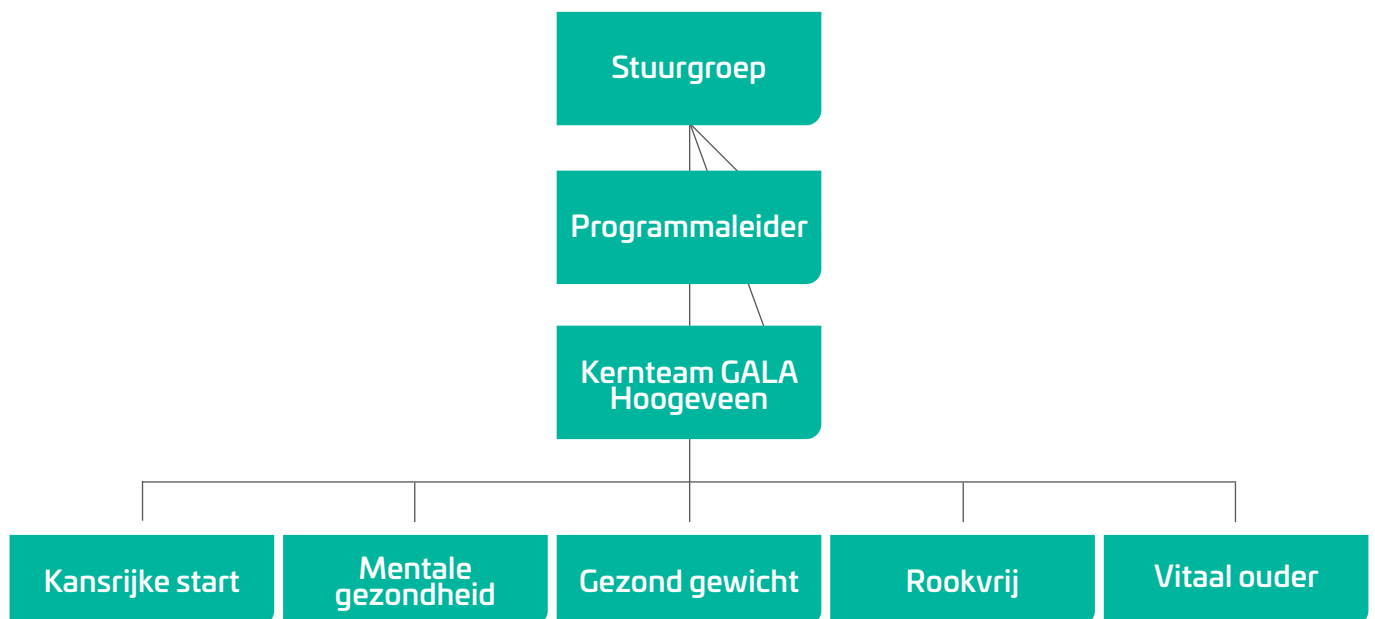 Stuurgroep
Programmaleider
Kernteam GALA
Hoogeveen
Kansrijke start
Mentale
gezondheid
Gezond gewicht
Rookvrij
Vitaal ouder